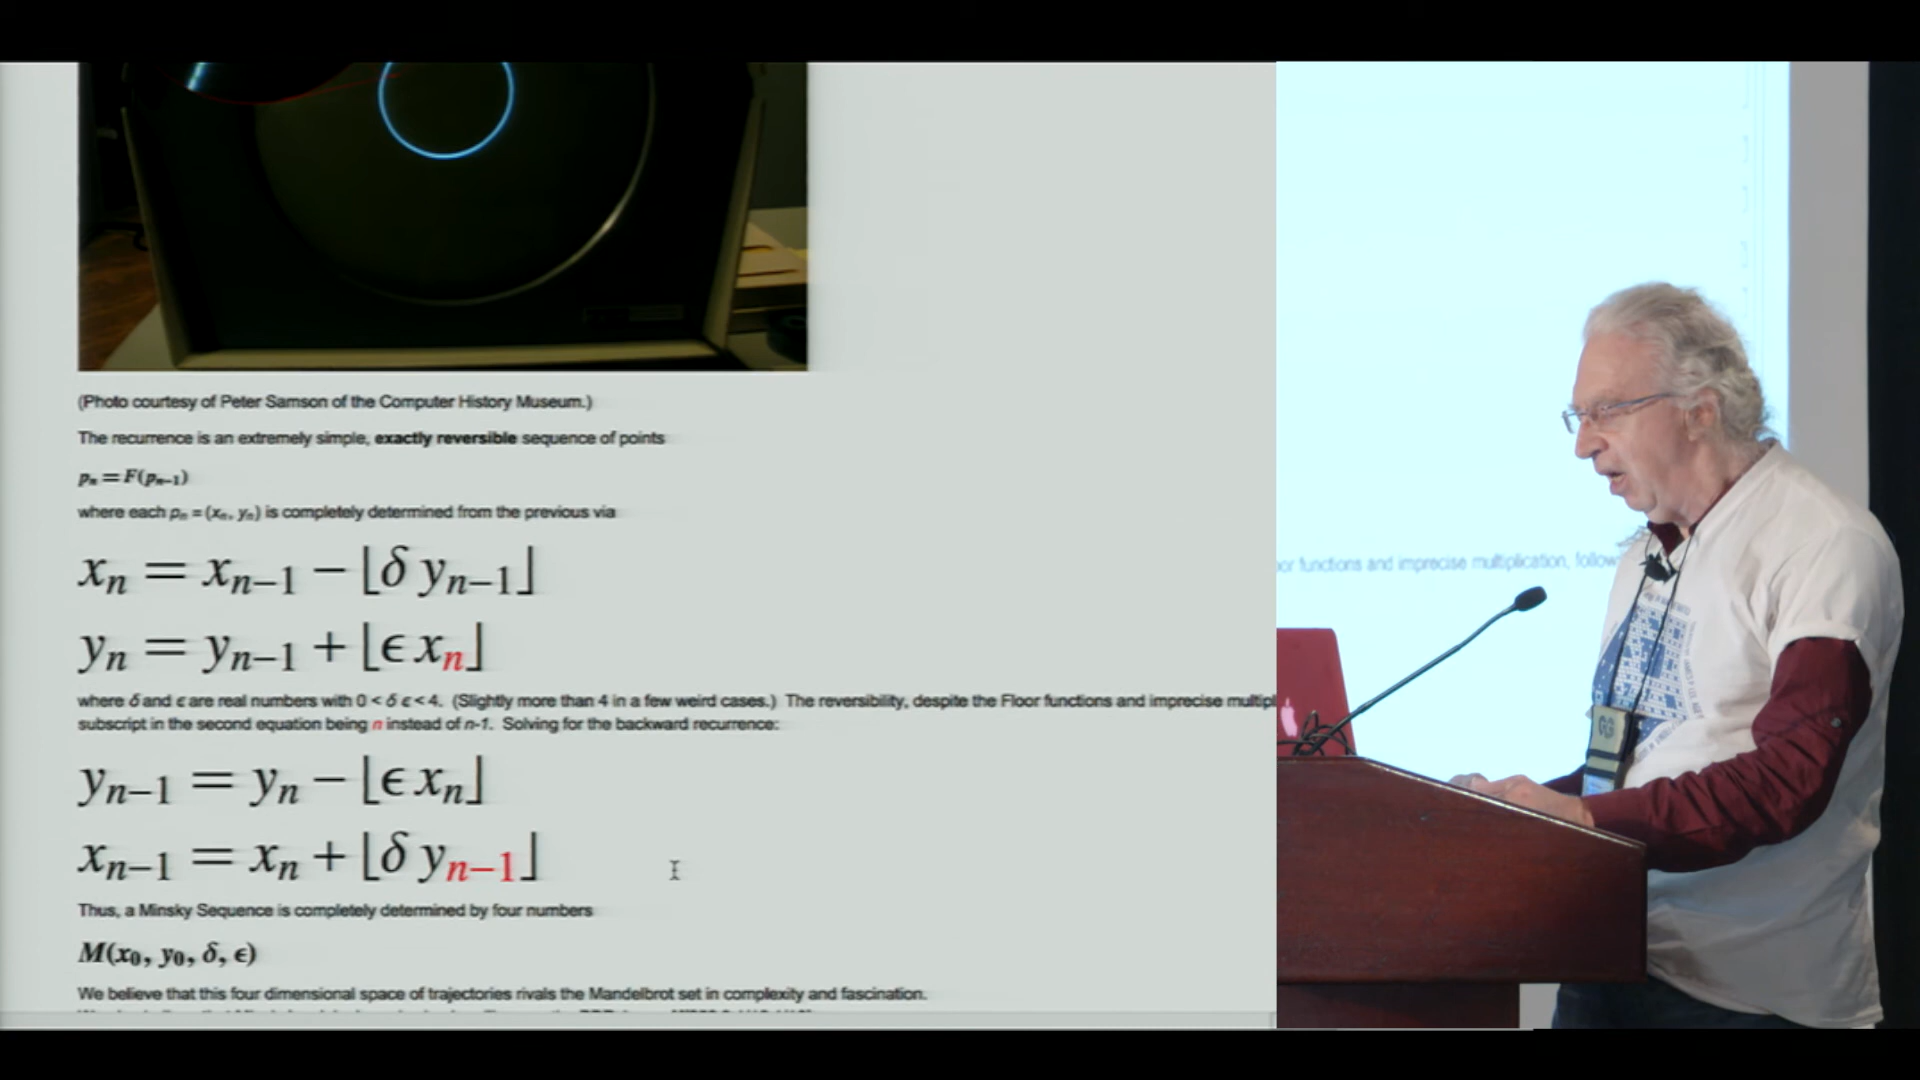 (Photo courtesy of Peter Samson of the Computer History Museum.)
The recurrence is an extremely simple, exactly reversible sequence of points
pₙ = F(pₙ₋₁)
where each pₙ = (xₙ, yₙ) is completely determined from the previous via
xₙ = xₙ₋₁ − ⌊δ yₙ₋₁⌋
yₙ = yₙ₋₁ + ⌊ϵ xₙ⌋
where δ and ϵ are real numbers with 0 < δ ϵ < 4. (Slightly more than 4 in a few weird cases.) The reversibility, despite the Floor functions and imprecise multipl
subscript in the second equation being n instead of n-1. Solving for the backward recurrence:
yₙ₋₁ = yₙ − ⌊ϵ xₙ⌋
xₙ₋₁ = xₙ + ⌊δ yₙ₋₁⌋
Thus, a Minsky Sequence is completely determined by four numbers
M(x₀, y₀, δ, ϵ)
We believe that this four dimensional space of trajectories rivals the Mandelbrot set in complexity and fascination.
or functions and imprecise multiplication, follow